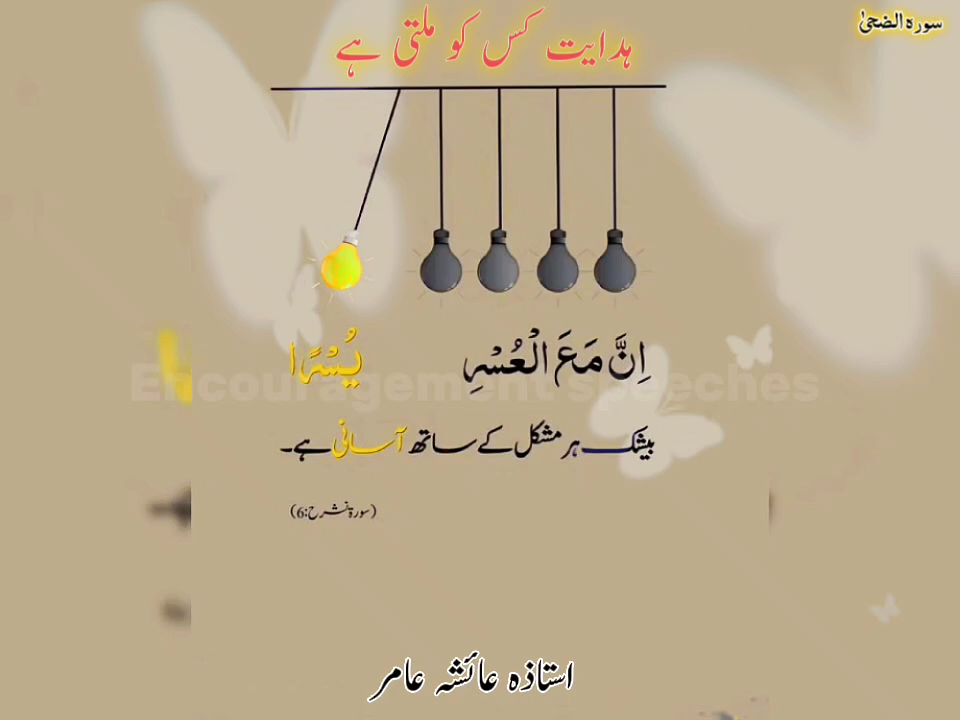 سورہ الضحیٰ
ہدایت کس کو ملتی ہے
اِنَّ مَعَ الْعُسْرِ یُسْرًا
Encouragement speeches
بیشک ہر مشکل کے ساتھ آسانی ہے۔
(سورۃ نشرح:6)
استاذہ عائشہ عامر